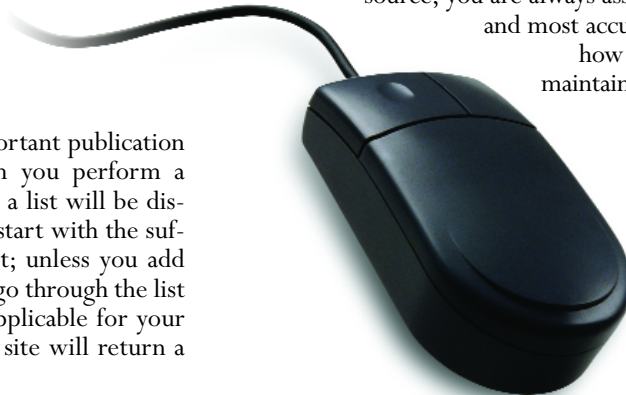 ortant publication
n you perform a
a list will be dis-
start with the suf-
t; unless you add
go through the list
pplicable for your
site will return a
source, you are always ass
and most accu
how
maintain